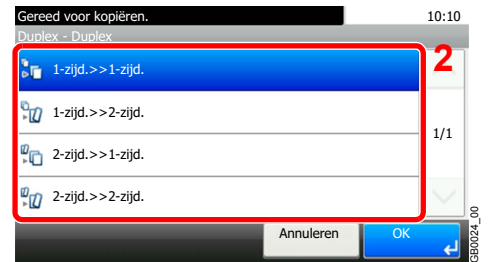 Gereed voor kopiëren. 10:10
Duplex - Duplex
2
1-zijd.>>1-zijd.
1-zijd.>>2-zijd.
1/1
2-zijd.>>1-zijd.
2-zijd.>>2-zijd.
Annuleren OK
GB0024_00